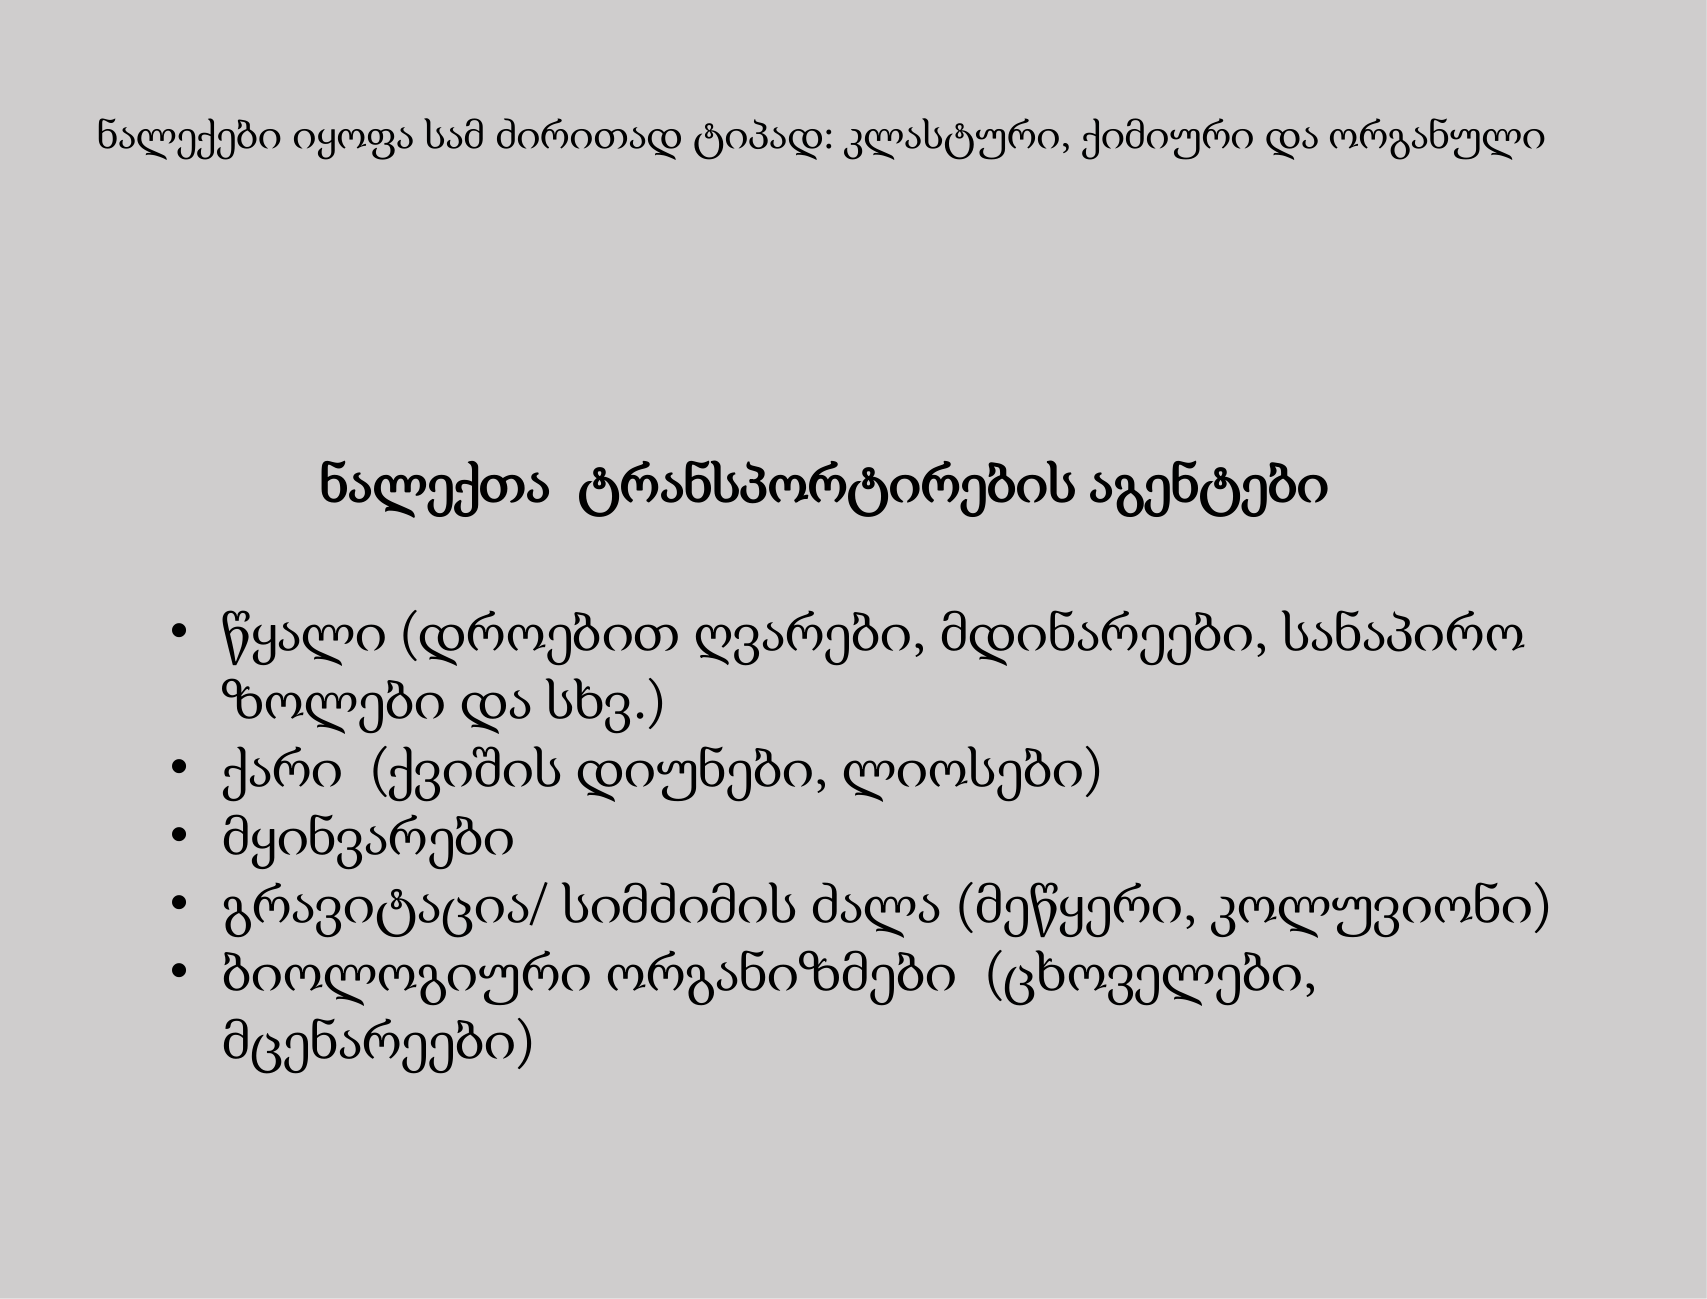 ნალექები იყოფა სამ ძირითად ტიპად: კლასტური, ქიმიური და ორგანული
ნალექთა ტრანსპორტირების აგენტები
• წყალი (დროებით ღვარები, მდინარეები, სანაპირო
ზოლები და სხვ.)
• ქარი (ქვიშის დიუნები, ლიოსები)
• მყინვარები
• გრავიტაცია/ სიმძიმის ძალა (მეწყერი, კოლუვიონი)
• ბიოლოგიური ორგანიზმები (ცხოველები,
მცენარეები)